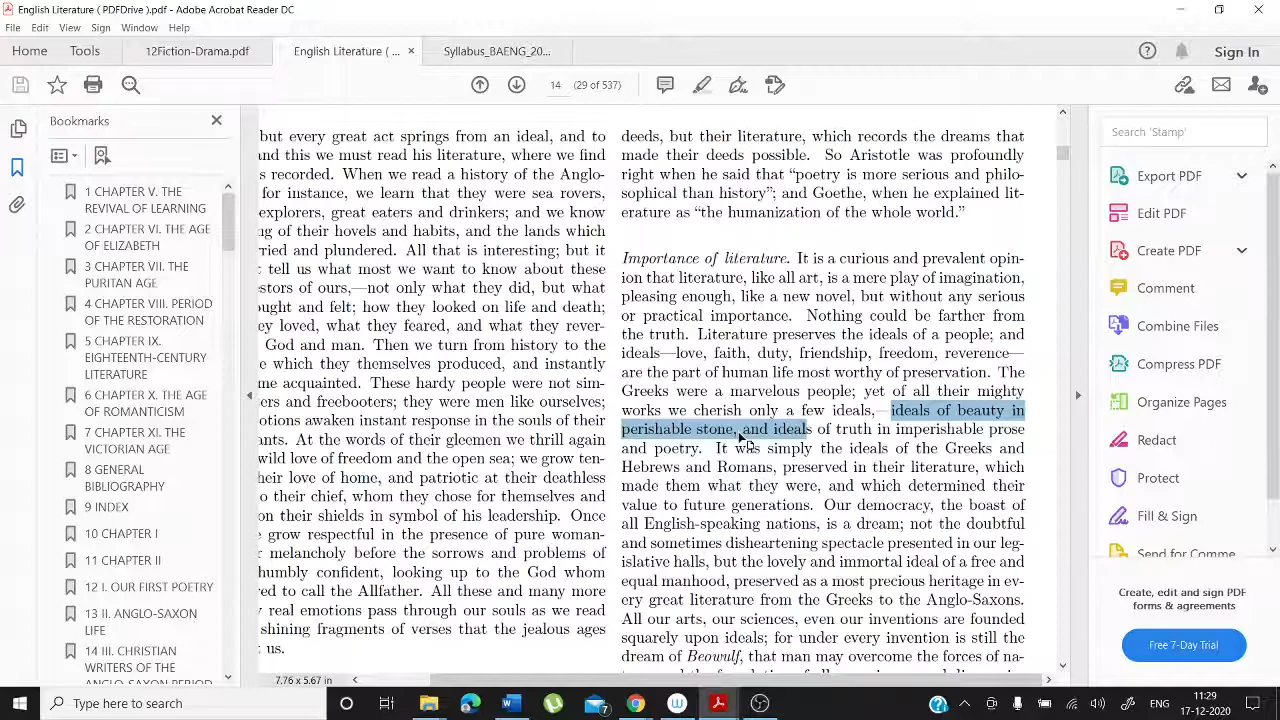 English Literature ( PDFDrive ).pdf - Adobe Acrobat Reader DC
File Edit View Sign Window Help
Home Tools 12Fiction-Drama.pdf English Literature ( ... × Syllabus_BAENG_20... Sign In
14 (29 of 537)
Bookmarks
1 CHAPTER V. THE
REVIVAL OF LEARNING
2 CHAPTER VI. THE AGE
OF ELIZABETH
3 CHAPTER VII. THE
PURITAN AGE
4 CHAPTER VIII. PERIOD
OF THE RESTORATION
5 CHAPTER IX.
EIGHTEENTH-CENTURY
LITERATURE
6 CHAPTER X. THE AGE
OF ROMANTICISM
7 CHAPTER XI. THE
VICTORIAN AGE
8 GENERAL
BIBLIOGRAPHY
9 INDEX
10 CHAPTER I
11 CHAPTER II
12 I. OUR FIRST POETRY
13 II. ANGLO-SAXON
LIFE
14 III. CHRISTIAN
WRITERS OF THE
ANGLO-SAXON PERIOD
but every great act springs from an ideal, and to
and this we must read his literature, where we find
s recorded. When we read a history of the Anglo-
for instance, we learn that they were sea rovers,
explorers, great eaters and drinkers; and we know
ng of their hovels and habits, and the lands which
rried and plundered. All that is interesting; but it
t tell us what most we want to know about these
stors of ours,—not only what they did, but what
ought and felt; how they looked on life and death;
ey loved, what they feared, and what they rever-
God and man. Then we turn from history to the
e which they themselves produced, and instantly
me acquainted. These hardy people were not sim-
ers and freebooters; they were men like ourselves;
otions awaken instant response in the souls of their
ants. At the words of their gleemen we thrill again
wild love of freedom and the open sea; we grow ten-
heir love of home, and patriotic at their deathless
o their chief, whom they chose for themselves and
on their shields in symbol of his leadership. Once
e grow respectful in the presence of pure woman-
r melancholy before the sorrows and problems of
humbly confident, looking up to the God whom
red to call the Allfather. All these and many more
y real emotions pass through our souls as we read
shining fragments of verses that the jealous ages
t us.
deeds, but their literature, which records the dreams that
made their deeds possible. So Aristotle was profoundly
right when he said that “poetry is more serious and philo-
sophical than history”; and Goethe, when he explained lit-
erature as “the humanization of the whole world.”
Importance of literature. It is a curious and prevalent opin-
ion that literature, like all art, is a mere play of imagination,
pleasing enough, like a new novel, but without any serious
or practical importance. Nothing could be farther from
the truth. Literature preserves the ideals of a people; and
ideals—love, faith, duty, friendship, freedom, reverence—
are the part of human life most worthy of preservation. The
Greeks were a marvelous people; yet of all their mighty
works we cherish only a few ideals,—ideals of beauty in
perishable stone, and ideals of truth in imperishable prose
and poetry. It was simply the ideals of the Greeks and
Hebrews and Romans, preserved in their literature, which
made them what they were, and which determined their
value to future generations. Our democracy, the boast of
all English-speaking nations, is a dream; not the doubtful
and sometimes disheartening spectacle presented in our leg-
islative halls, but the lovely and immortal ideal of a free and
equal manhood, preserved as a most precious heritage in ev-
ery great literature from the Greeks to the Anglo-Saxons.
All our arts, our sciences, even our inventions are founded
squarely upon ideals; for under every invention is still the
dream of Beowulf, that man may overcome the forces of na-
7.76 x 5.67 in
Search 'Stamp'
Export PDF
Edit PDF
Create PDF
Comment
Combine Files
Compress PDF
Organize Pages
Redact
Protect
Fill & Sign
Send for Comme
Create, edit and sign PDF
forms & agreements
Free 7-Day Trial
Type here to search
7
ENG
11:29
17-12-2020